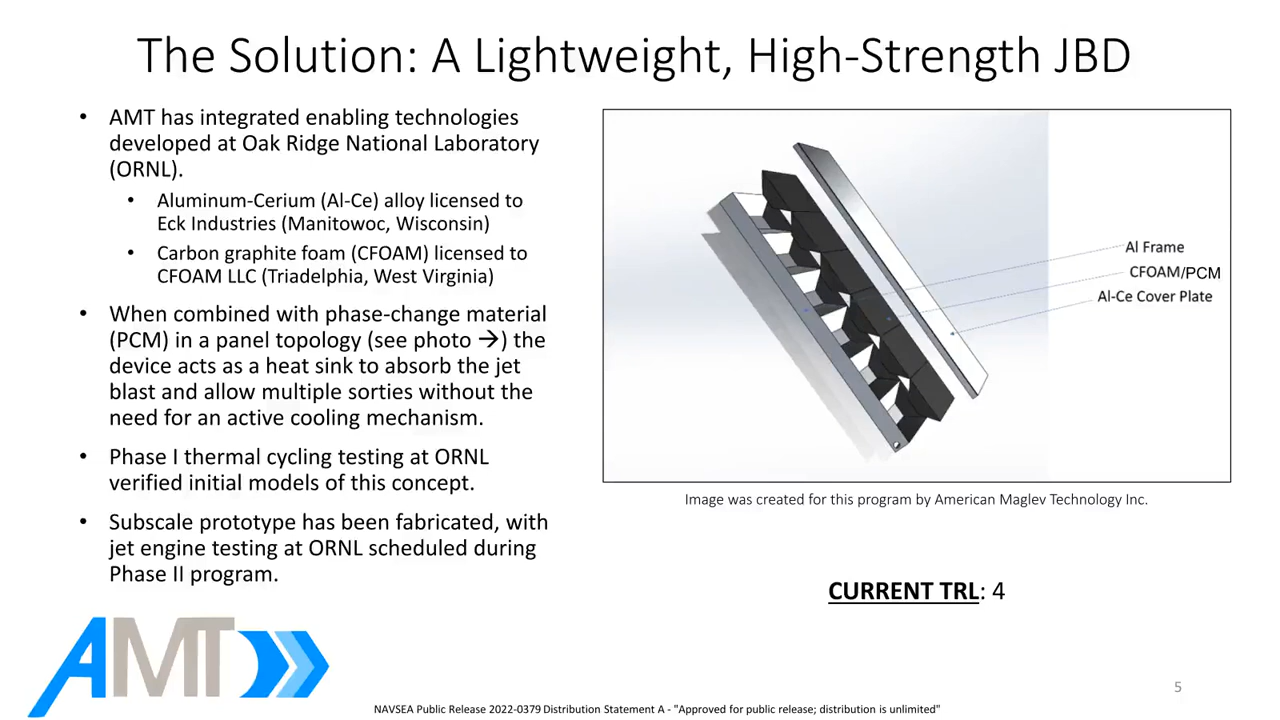 The Solution: A Lightweight, High-Strength JBD
• AMT has integrated enabling technologies
developed at Oak Ridge National Laboratory
(ORNL).
• Aluminum-Cerium (Al-Ce) alloy licensed to
Eck Industries (Manitowoc, Wisconsin)
• Carbon graphite foam (CFOAM) licensed to
CFOAM LLC (Triadelphia, West Virginia)
• When combined with phase-change material
(PCM) in a panel topology (see photo →) the
device acts as a heat sink to absorb the jet
blast and allow multiple sorties without the
need for an active cooling mechanism.
• Phase I thermal cycling testing at ORNL
verified initial models of this concept.
• Subscale prototype has been fabricated, with
jet engine testing at ORNL scheduled during
Phase II program.
Al Frame
CFOAM/PCM
Al-Ce Cover Plate
Image was created for this program by American Maglev Technology Inc.
CURRENT TRL: 4
AMT
5
NAVSEA Public Release 2022-0379 Distribution Statement A - "Approved for public release; distribution is unlimited"